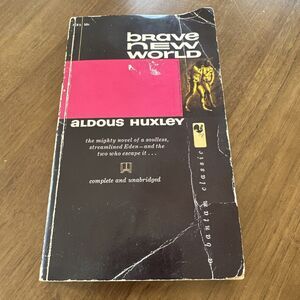 brave
new
world
ALDOUS HUXLEY
the mighty novel of a soulless,
streamlined Eden—and the
two who escape it . . .
complete and unabridged
a bantam classic